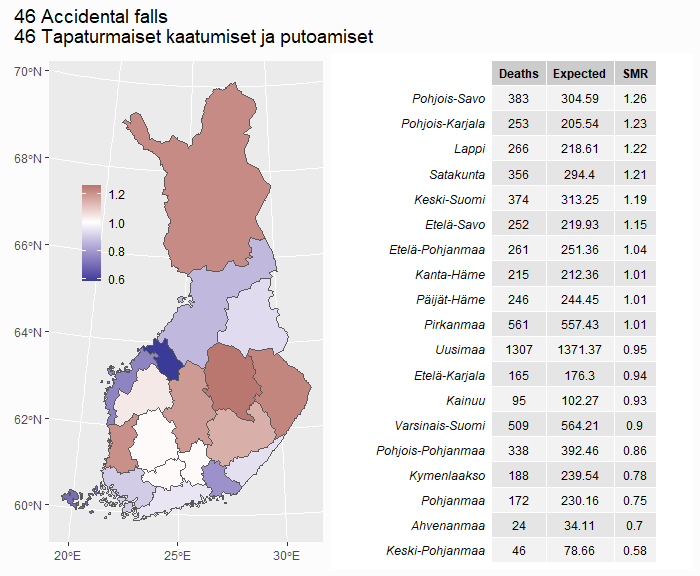 46 Accidental falls
46 Tapaturmaiset kaatumiset ja putoamiset
70°N
68°N
66°N
64°N
62°N
60°N
20°E
25°E
30°E
1.2
1.0
0.8
0.6
Deaths Expected SMR
Pohjois-Savo 383 304.59 1.26
Pohjois-Karjala 253 205.54 1.23
Lappi 266 218.61 1.22
Satakunta 356 294.4 1.21
Keski-Suomi 374 313.25 1.19
Etelä-Savo 252 219.93 1.15
Etelä-Pohjanmaa 261 251.36 1.04
Kanta-Häme 215 212.36 1.01
Päijät-Häme 246 244.45 1.01
Pirkanmaa 561 557.43 1.01
Uusimaa 1307 1371.37 0.95
Etelä-Karjala 165 176.3 0.94
Kainuu 95 102.27 0.93
Varsinais-Suomi 509 564.21 0.9
Pohjois-Pohjanmaa 338 392.46 0.86
Kymenlaakso 188 239.54 0.78
Pohjanmaa 172 230.16 0.75
Ahvenanmaa 24 34.11 0.7
Keski-Pohjanmaa 46 78.66 0.58